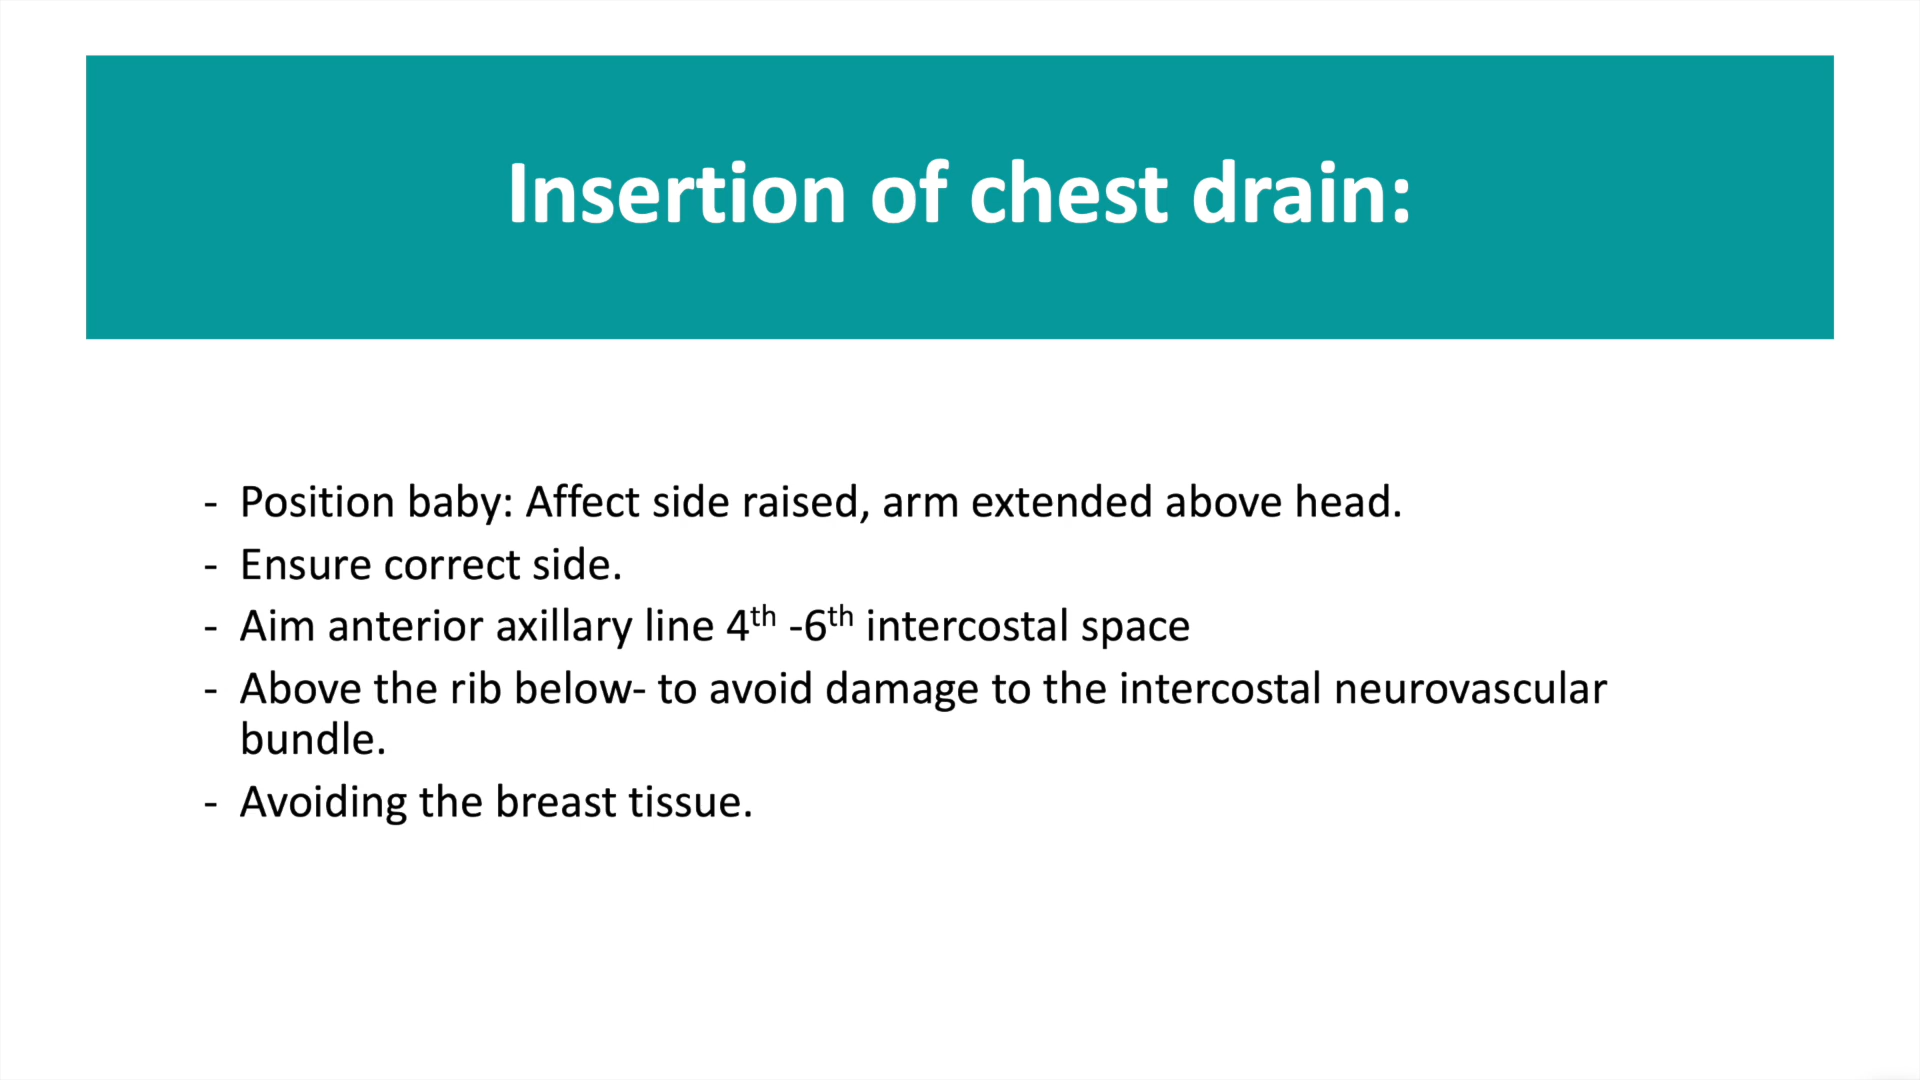 Insertion of chest drain:
- Position baby: Affect side raised, arm extended above head.
- Ensure correct side.
- Aim anterior axillary line 4th -6th intercostal space
- Above the rib below- to avoid damage to the intercostal neurovascular
bundle.
- Avoiding the breast tissue.